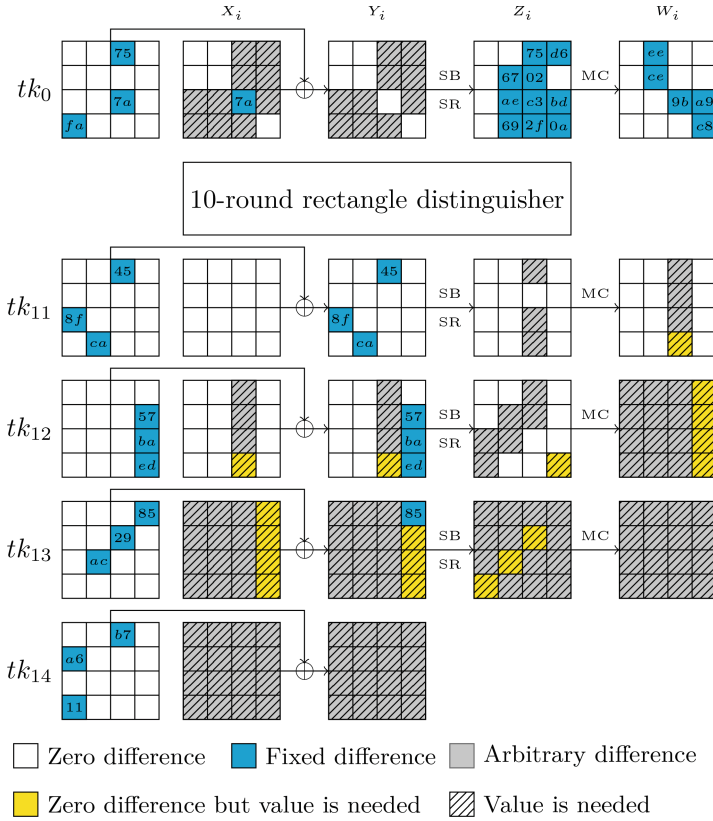 X_i Y_i Z_i W_i
75 75 d6 ee
67 02 ce
tk_0 SB MC
7a 7a SR ae c3 bd 9b a9
fa 69 2f 0a c8
10-round rectangle distinguisher
45 45
SB MC
tk_11
8f 8f SR
ca ca
57 57 SB MC
tk_12
ba ba SR
ed ed
85 85
29 SB MC
tk_13
ac SR
b7
a6
tk_14
11
Zero difference Fixed difference Arbitrary difference
Zero difference but value is needed Value is needed